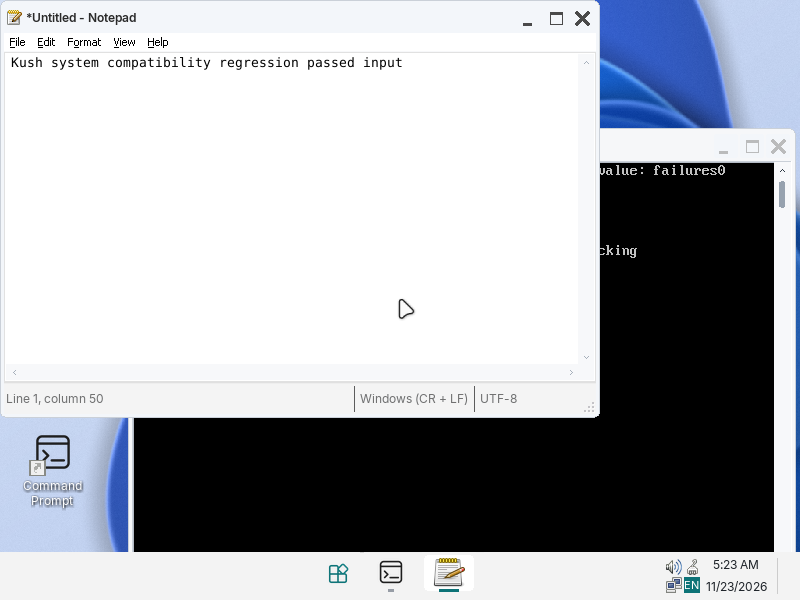 *Untitled - Notepad
File Edit Format View Help
Kush system compatibility regression passed input
value: failures0
cking
Line 1, column 50 Windows (CR + LF) UTF-8
Command
Prompt
5:23 AM
EN 11/23/2026